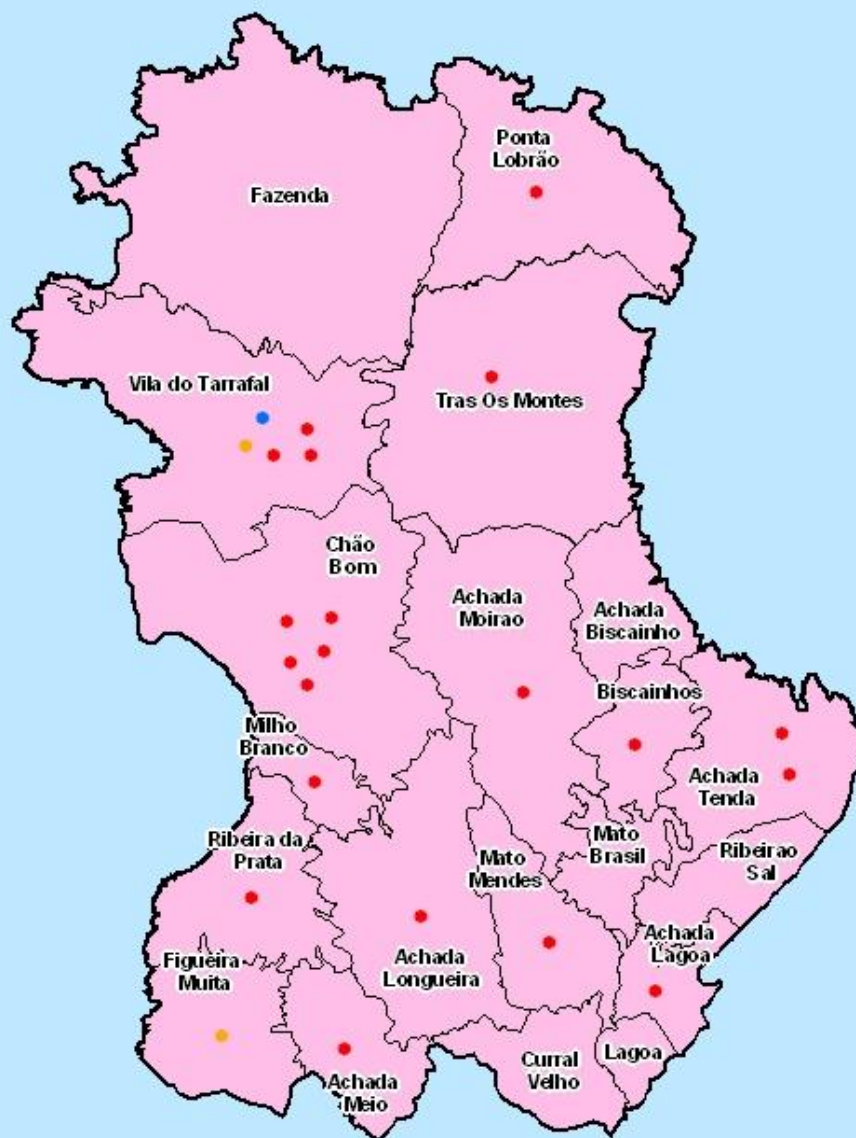 Ponta
Lobrão
Fazenda
Vila do Tarrafal
Tras Os Montes
Chão
Bom
Achada
Moirao
Achada
Biscainho
Biscainhos
Milho
Branco
Achada
Tenda
Ribeira da
Prata
Mato
Mendes
Mato
Brasil
Ribeirao
Sal
Figueira
Muita
Achada
Longueira
Achada
Lagoa
Achada
Meio
Curral
Velho
Lagoa